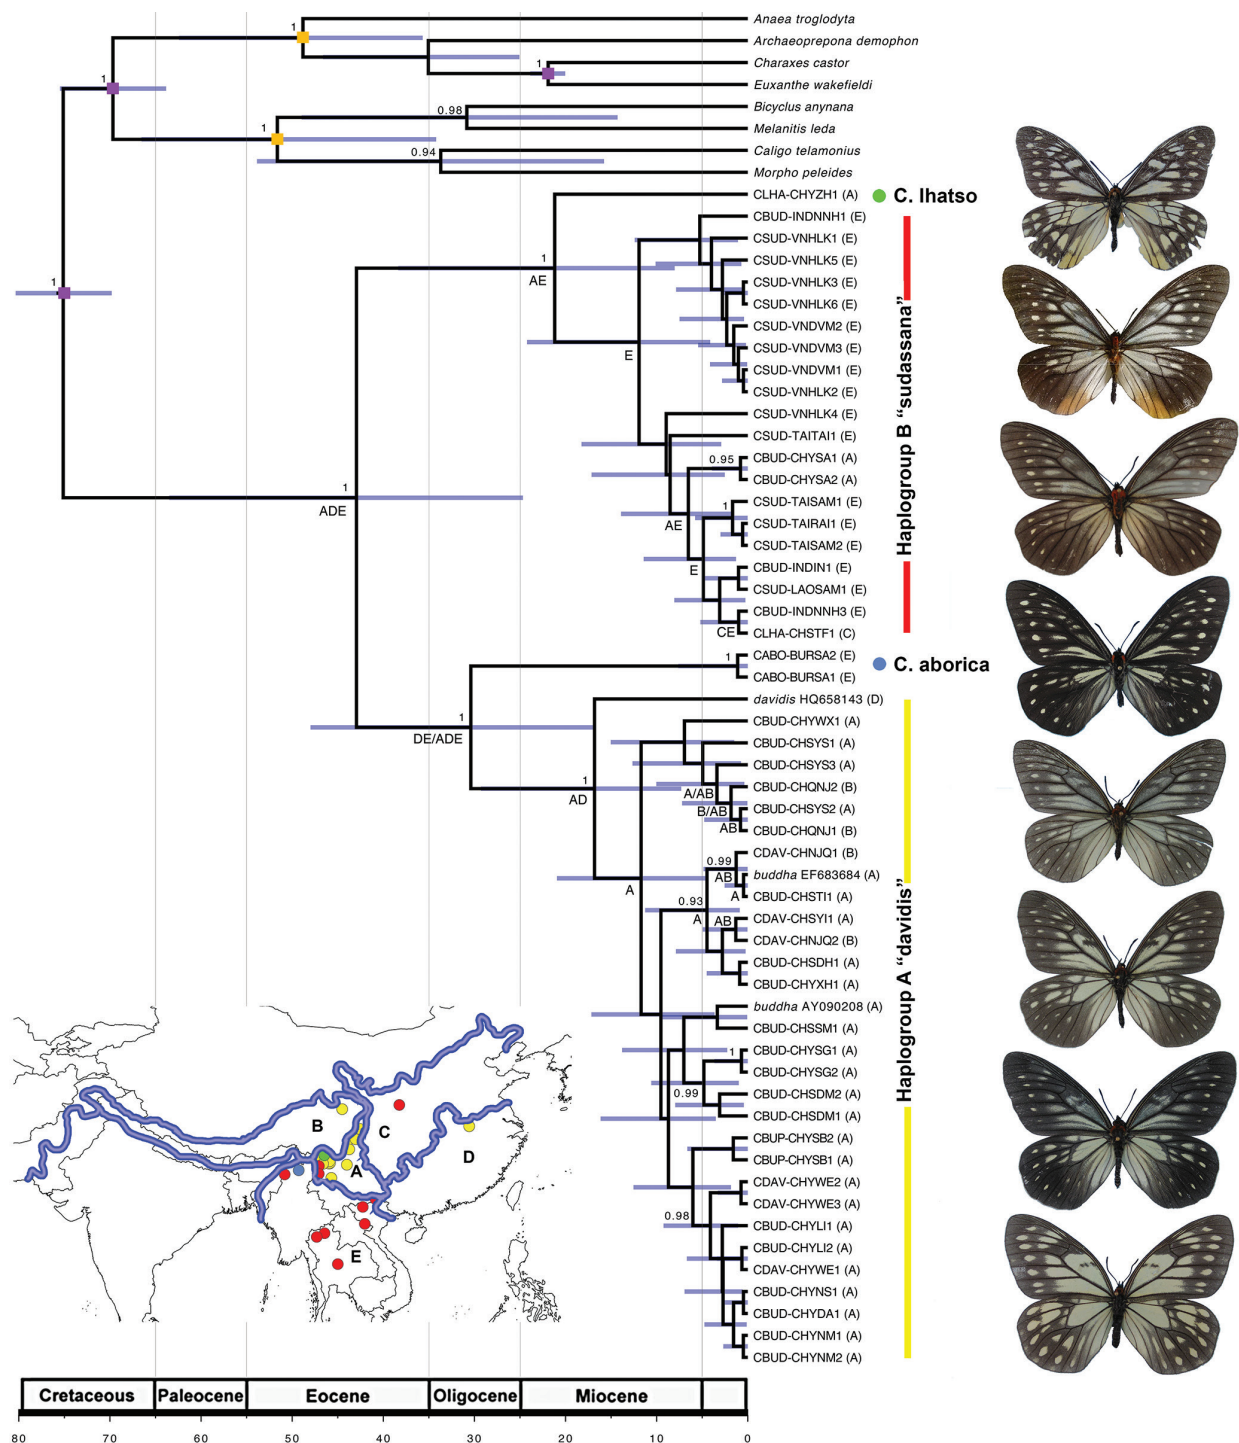 1
Anaea troglodyta
Archaeoprepona demophon
1
Charaxes castor
1
Euxanthe wakefieldi
0.98
Bicyclus anynana
1
Melanitis leda
0.94
Caligo telamonius
Morpho peleides
CLHA-CHYZH1 (A)
C. lhatso
CBUD-INDNNH1 (E)
CSUD-VNHLK1 (E)
1
AE
CSUD-VNHLK5 (E)
1
CSUD-VNHLK3 (E)
CSUD-VNHLK6 (E)
CSUD-VNDVM2 (E)
E
CSUD-VNDVM3 (E)
CSUD-VNDVM1 (E)
CSUD-VNHLK2 (E)
CSUD-VNHLK4 (E)
CSUD-TAITAI1 (E)
0.95
CBUD-CHYSA1 (A)
CBUD-CHYSA2 (A)
1
ADE
1
CSUD-TAISAM1 (E)
AE
CSUD-TAIRAI1 (E)
CSUD-TAISAM2 (E)
E
CBUD-INDIN1 (E)
CSUD-LAOSAM1 (E)
CBUD-INDNNH3 (E)
CE
CLHA-CHSTF1 (C)
Haplogroup B “sudassana”
1
CABO-BURSA2 (E)
C. aborica
CABO-BURSA1 (E)
davidis HQ658143 (D)
1
DE/ADE
CBUD-CHYWX1 (A)
CBUD-CHSYS1 (A)
CBUD-CHSYS3 (A)
1
AD
A/AB
CBUD-CHQNJ2 (B)
B/AB
CBUD-CHSYS2 (A)
AB
CBUD-CHQNJ1 (B)
0.99
CDAV-CHNJQ1 (B)
A
AB
buddha EF683684 (A)
A
CBUD-CHSTI1 (A)
0.93
A
AB
CDAV-CHSYI1 (A)
CDAV-CHNJQ2 (B)
CBUD-CHSDH1 (A)
CBUD-CHYXH1 (A)
buddha AY090208 (A)
CBUD-CHSSM1 (A)
1
CBUD-CHYSG1 (A)
CBUD-CHYSG2 (A)
0.99
CBUD-CHSDM2 (A)
CBUD-CHSDM1 (A)
CBUP-CHYSB2 (A)
CBUP-CHYSB1 (A)
CDAV-CHYWE2 (A)
CDAV-CHYWE3 (A)
0.98
CBUD-CHYLI1 (A)
CBUD-CHYLI2 (A)
CDAV-CHYWE1 (A)
CBUD-CHYNS1 (A)
CBUD-CHYDA1 (A)
CBUD-CHYNM1 (A)
CBUD-CHYNM2 (A)
Haplogroup A “davidis”
B
C
D
A
E
Cretaceous Paleocene Eocene Oligocene Miocene
80 70 60 50 40 30 20 10 0